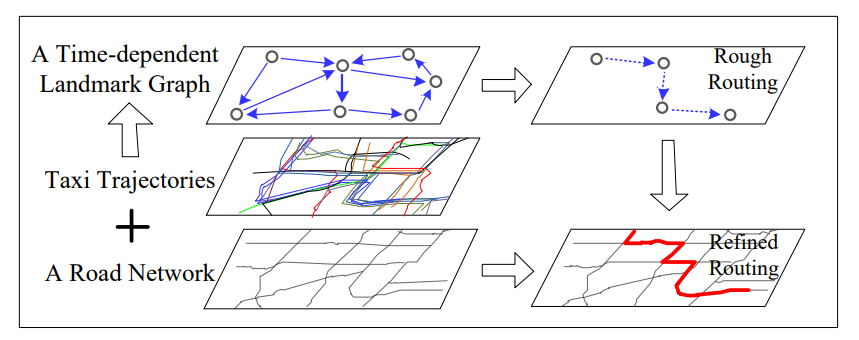 A Time-dependent
Landmark Graph
Rough
Routing
Taxi Trajectories
+
A Road Network
Refined
Routing